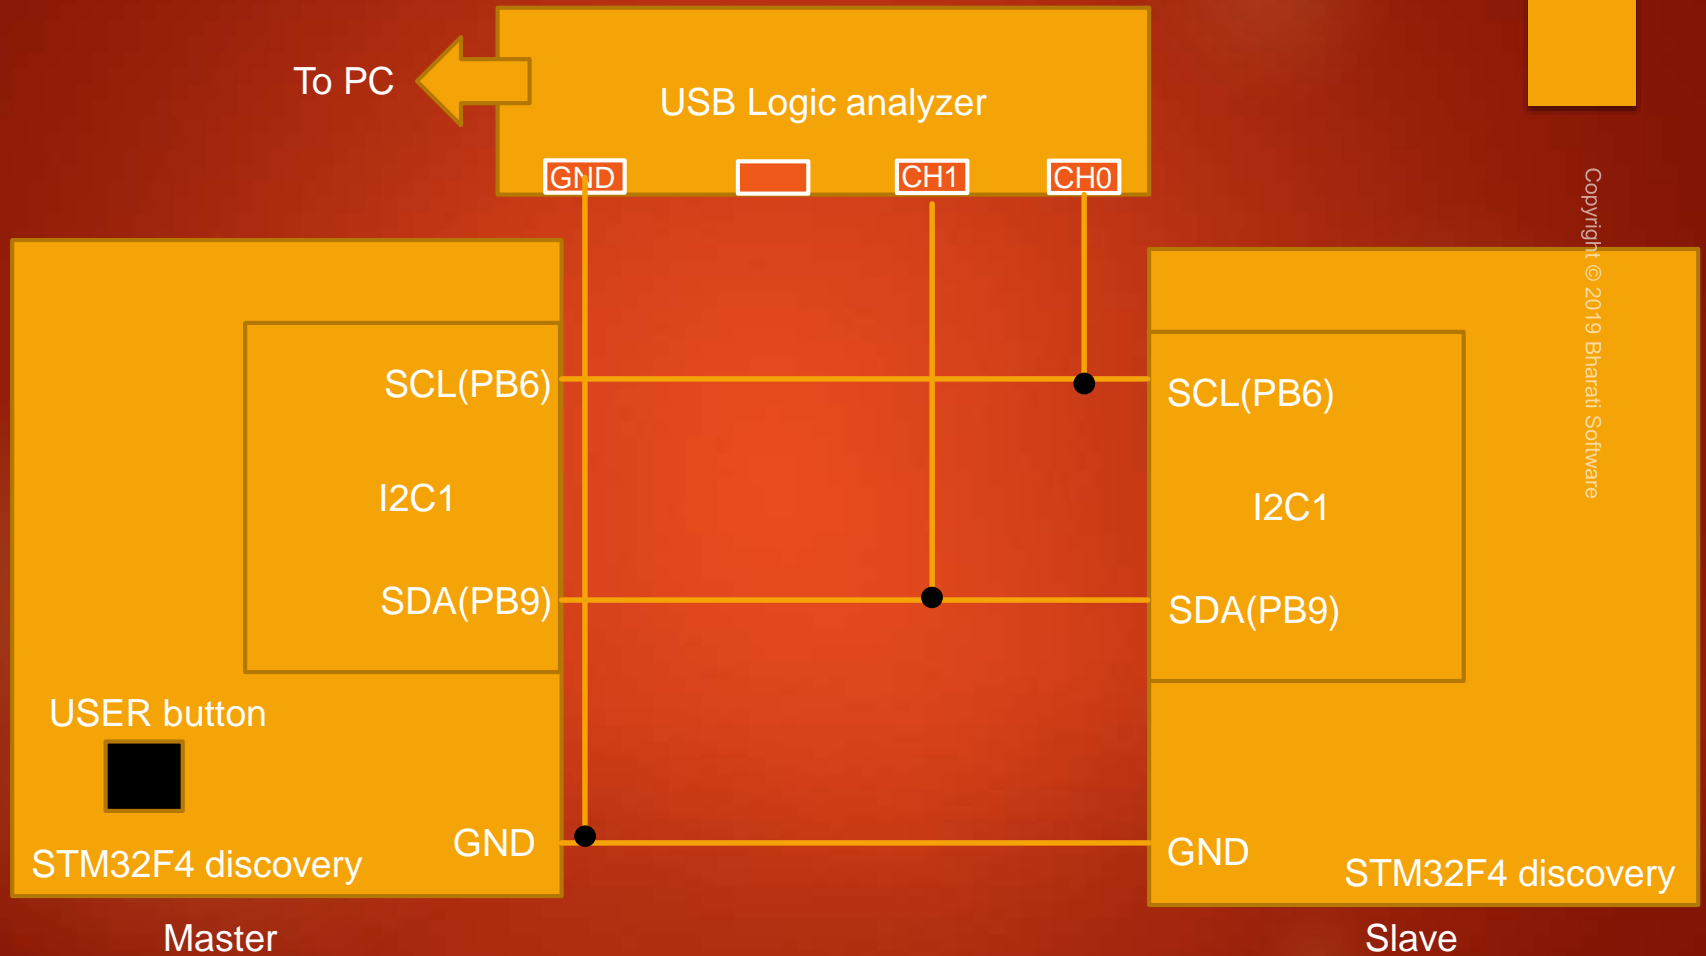 To PC
USB Logic analyzer
GND
CH1
CH0
SCL(PB6)
I2C1
SDA(PB9)
USER button
GND
STM32F4 discovery
Master
SCL(PB6)
I2C1
SDA(PB9)
GND
STM32F4 discovery
Slave
Copyright © 2019 Bharati Software